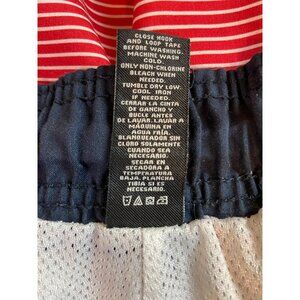 CLOSE HOOK
AND LOOP TAPE
BEFORE WASHING.
MACHINE WASH
COLD.
ONLY NON-CHLORINE
BLEACH WHEN
NEEDED.
TUMBLE DRY LOW.
COOL IRON
IF NEEDED.
CERRAR LA CINTA
DE GANCHO Y
BUCLE ANTES
DE LAVAR. LAVAR A
MÁQUINA EN
AGUA FRÍA.
BLANQUEADOR SIN
CLORO SOLAMENTE
CUANDO SEA
NECESARIO.
SECAR EN
SECADORA A
TEMPERATURA
BAJA. PLANCHA
TIBIA SI ES
NECESARIO.